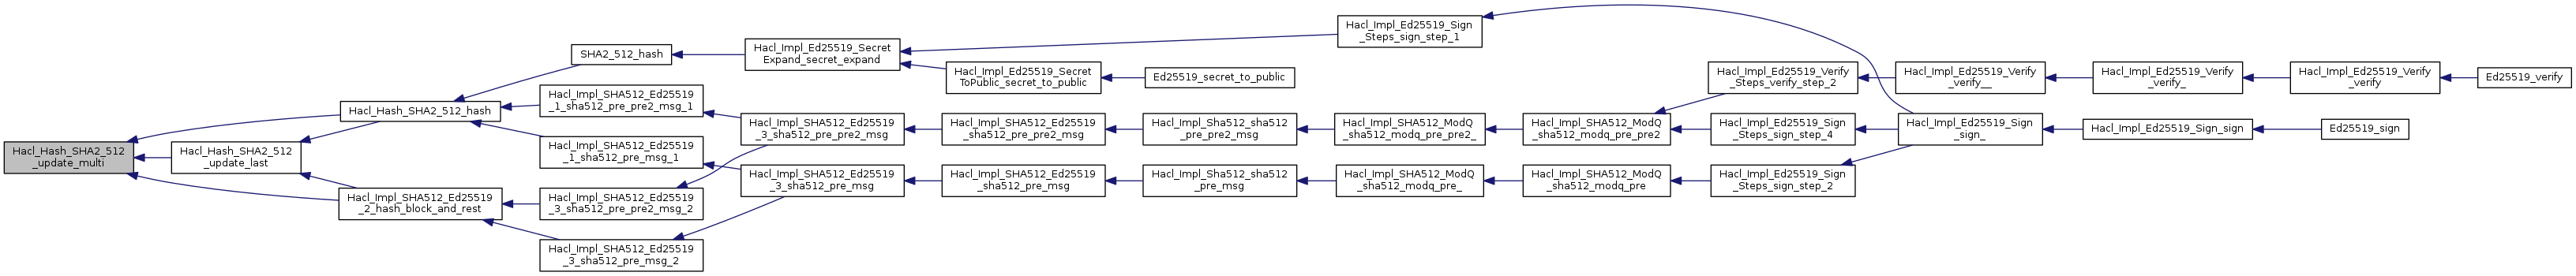 Hacl_Hash_SHA2_512
_update_multi
Hacl_Hash_SHA2_512_hash
Hacl_Hash_SHA2_512
_update_last
Hacl_Impl_SHA512_Ed25519
_2_hash_block_and_rest
SHA2_512_hash
Hacl_Impl_SHA512_Ed25519
_1_sha512_pre_pre2_msg_1
Hacl_Impl_SHA512_Ed25519
_1_sha512_pre_msg_1
Hacl_Impl_SHA512_Ed25519
_3_sha512_pre_pre2_msg_2
Hacl_Impl_SHA512_Ed25519
_3_sha512_pre_msg_2
Hacl_Impl_Ed25519_Secret
Expand_secret_expand
Hacl_Impl_SHA512_Ed25519
_3_sha512_pre_pre2_msg
Hacl_Impl_SHA512_Ed25519
_3_sha512_pre_msg
Hacl_Impl_Ed25519_Secret
ToPublic_secret_to_public
Hacl_Impl_SHA512_Ed25519
_sha512_pre_pre2_msg
Hacl_Impl_SHA512_Ed25519
_sha512_pre_msg
Ed25519_secret_to_public
Hacl_Impl_Sha512_sha512
_pre_pre2_msg
Hacl_Impl_Sha512_sha512
_pre_msg
Hacl_Impl_Ed25519_Sign
_Steps_sign_step_1
Hacl_Impl_SHA512_ModQ
_sha512_modq_pre_pre2_
Hacl_Impl_SHA512_ModQ
_sha512_modq_pre_
Hacl_Impl_SHA512_ModQ
_sha512_modq_pre_pre2
Hacl_Impl_SHA512_ModQ
_sha512_modq_pre
Hacl_Impl_Ed25519_Verify
_Steps_verify_step_2
Hacl_Impl_Ed25519_Sign
_Steps_sign_step_4
Hacl_Impl_Ed25519_Sign
_Steps_sign_step_2
Hacl_Impl_Ed25519_Verify
_verify__
Hacl_Impl_Ed25519_Sign
_sign_
Hacl_Impl_Ed25519_Verify
_verify_
Hacl_Impl_Ed25519_Sign_sign
Hacl_Impl_Ed25519_Verify
_verify
Ed25519_sign
Ed25519_verify